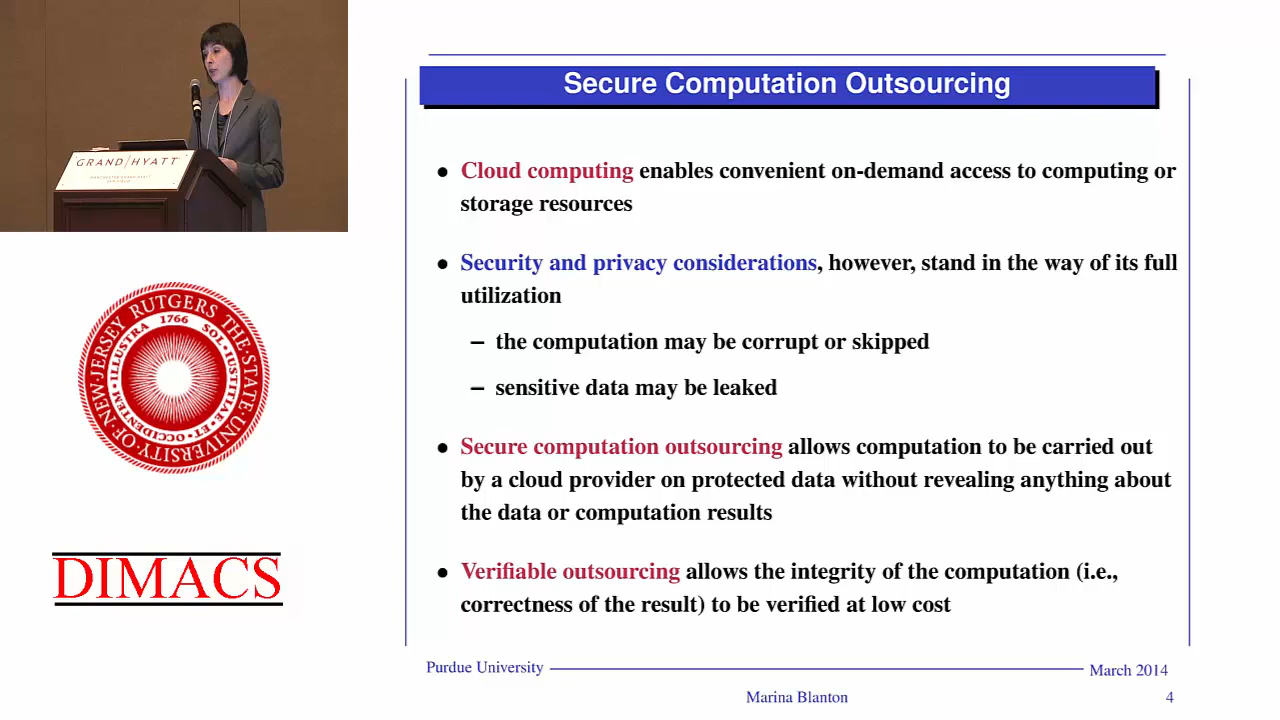 Secure Computation Outsourcing
• Cloud computing enables convenient on-demand access to computing or
storage resources
• Security and privacy considerations, however, stand in the way of its full
utilization
– the computation may be corrupt or skipped
– sensitive data may be leaked
• Secure computation outsourcing allows computation to be carried out
by a cloud provider on protected data without revealing anything about
the data or computation results
• Verifiable outsourcing allows the integrity of the computation (i.e.,
correctness of the result) to be verified at low cost
Purdue University
March 2014
Marina Blanton
4
GRAND HYATT
MANCHESTER GRAND HYATT
SAN DIEGO
RUTGERS THE STATE UNIVERSITY OF NEW JERSEY
1766
SOL IUSTITIAE ET OCCIDENTEM ILLUSTRA
DIMACS